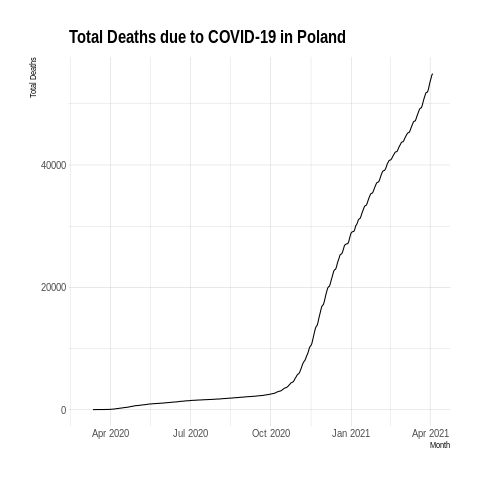 Total Deaths due to COVID-19 in Poland
Total Deaths
40000
20000
0
Apr 2020 Jul 2020 Oct 2020 Jan 2021 Apr 2021
Month